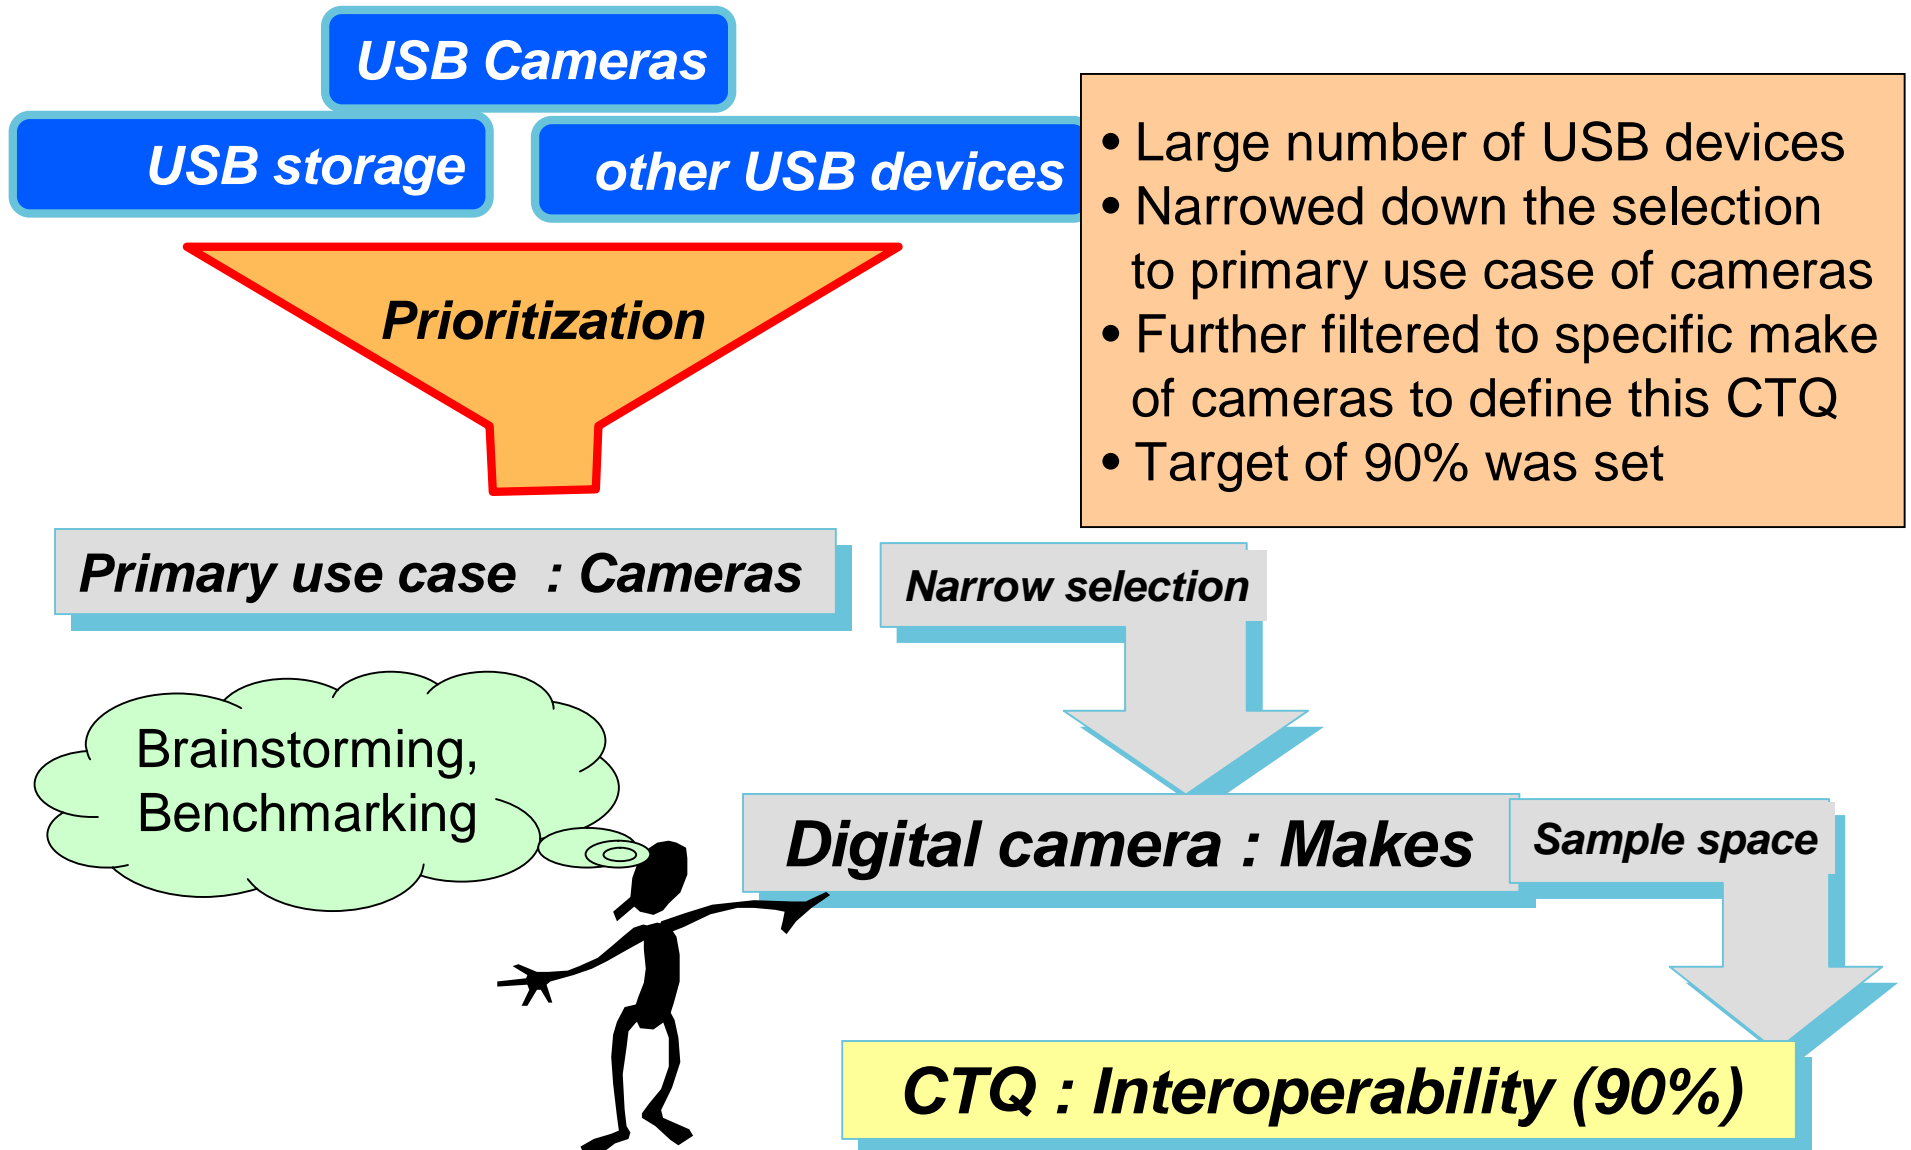 USB Cameras
USB storage
other USB devices
• Large number of USB devices
• Narrowed down the selection
to primary use case of cameras
• Further filtered to specific make
of cameras to define this CTQ
• Target of 90% was set
Prioritization
Primary use case : Cameras
Narrow selection
Brainstorming,
Benchmarking
Digital camera : Makes
Sample space
CTQ : Interoperability (90%)